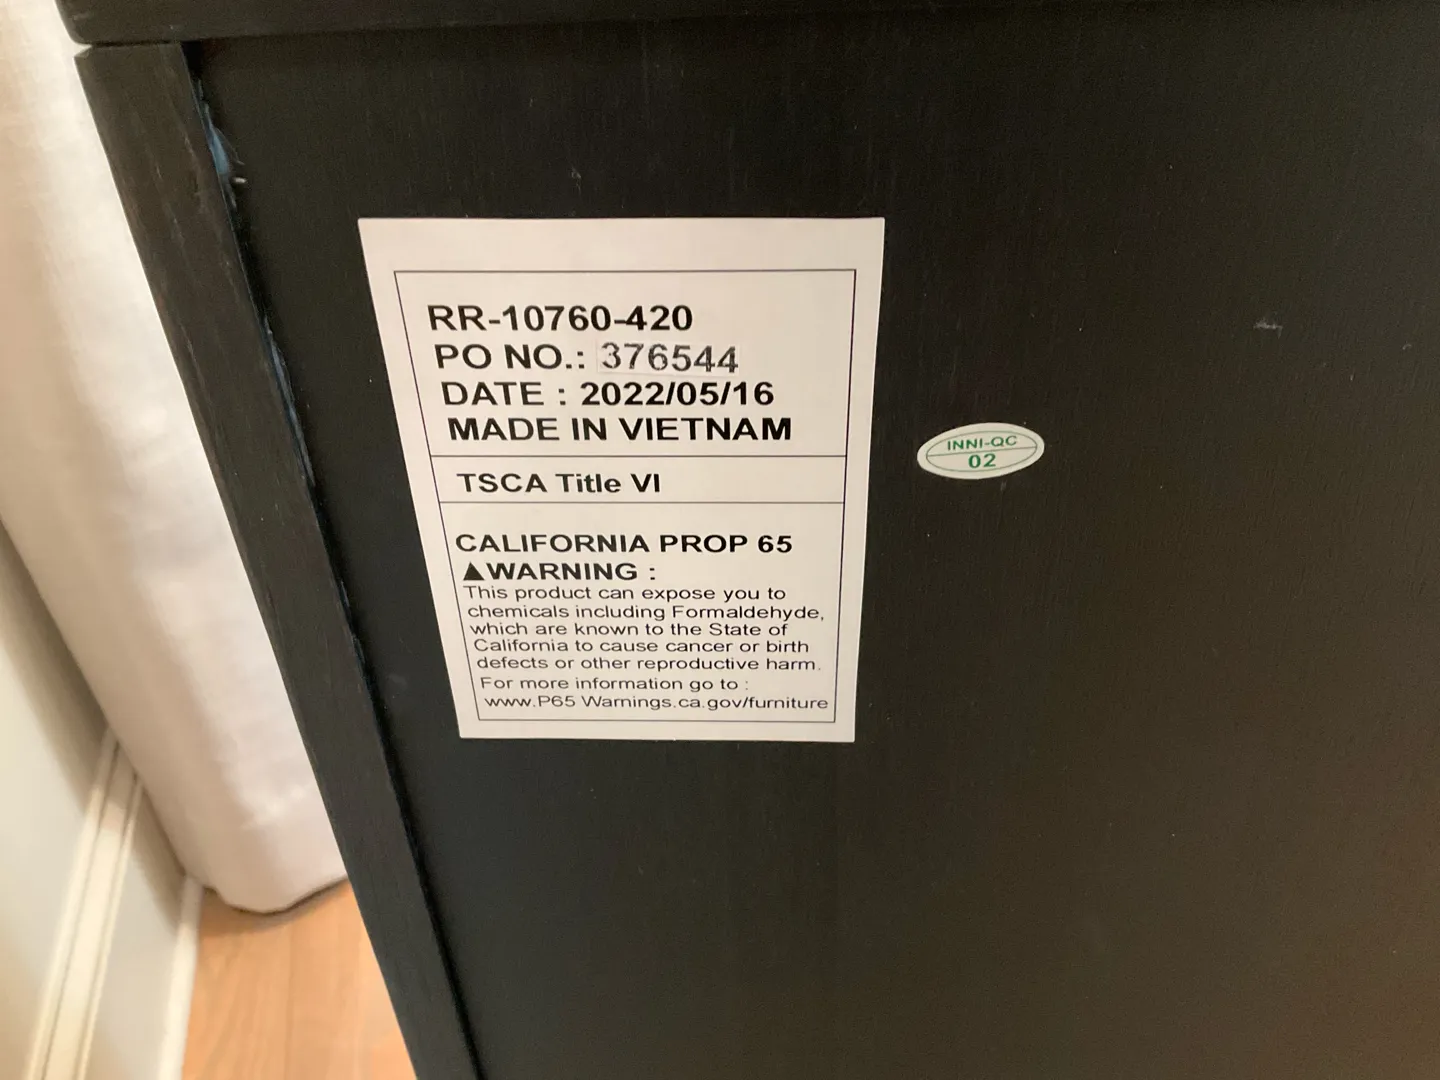 RR-10760-420
PO NO.: 376544
DATE : 2022/05/16
MADE IN VIETNAM
TSCA Title VI
CALIFORNIA PROP 65
▲WARNING :
This product can expose you to
chemicals including Formaldehyde,
which are known to the State of
California to cause cancer or birth
defects or other reproductive harm.
For more information go to :
www.P65 Warnings.ca.gov/furniture
INNI-QC
02